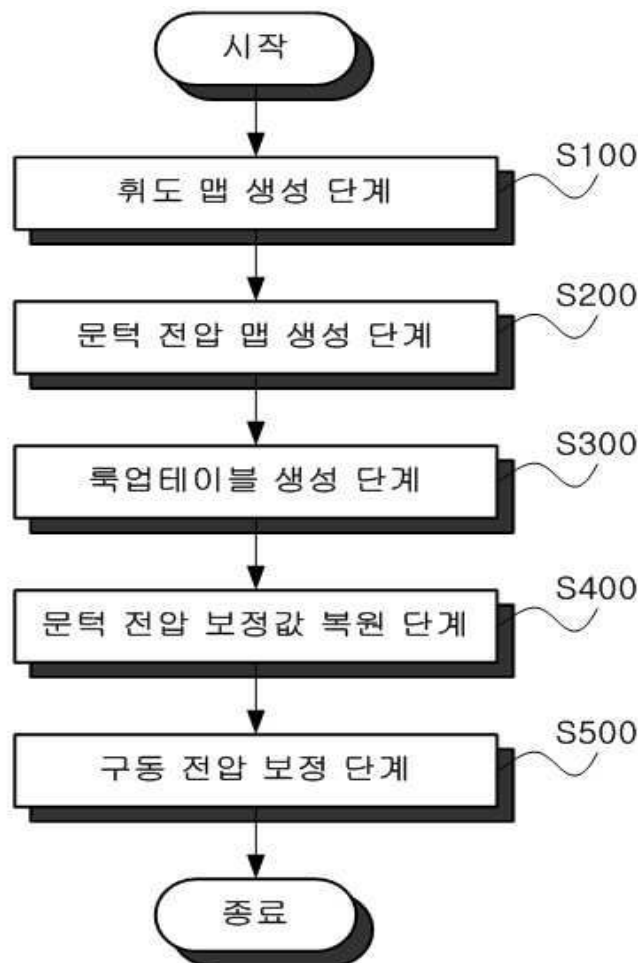 시작
S100
휘도 맵 생성 단계
S200
문턱 전압 맵 생성 단계
S300
룩업테이블 생성 단계
S400
문턱 전압 보정값 복원 단계
S500
구동 전압 보정 단계
종료